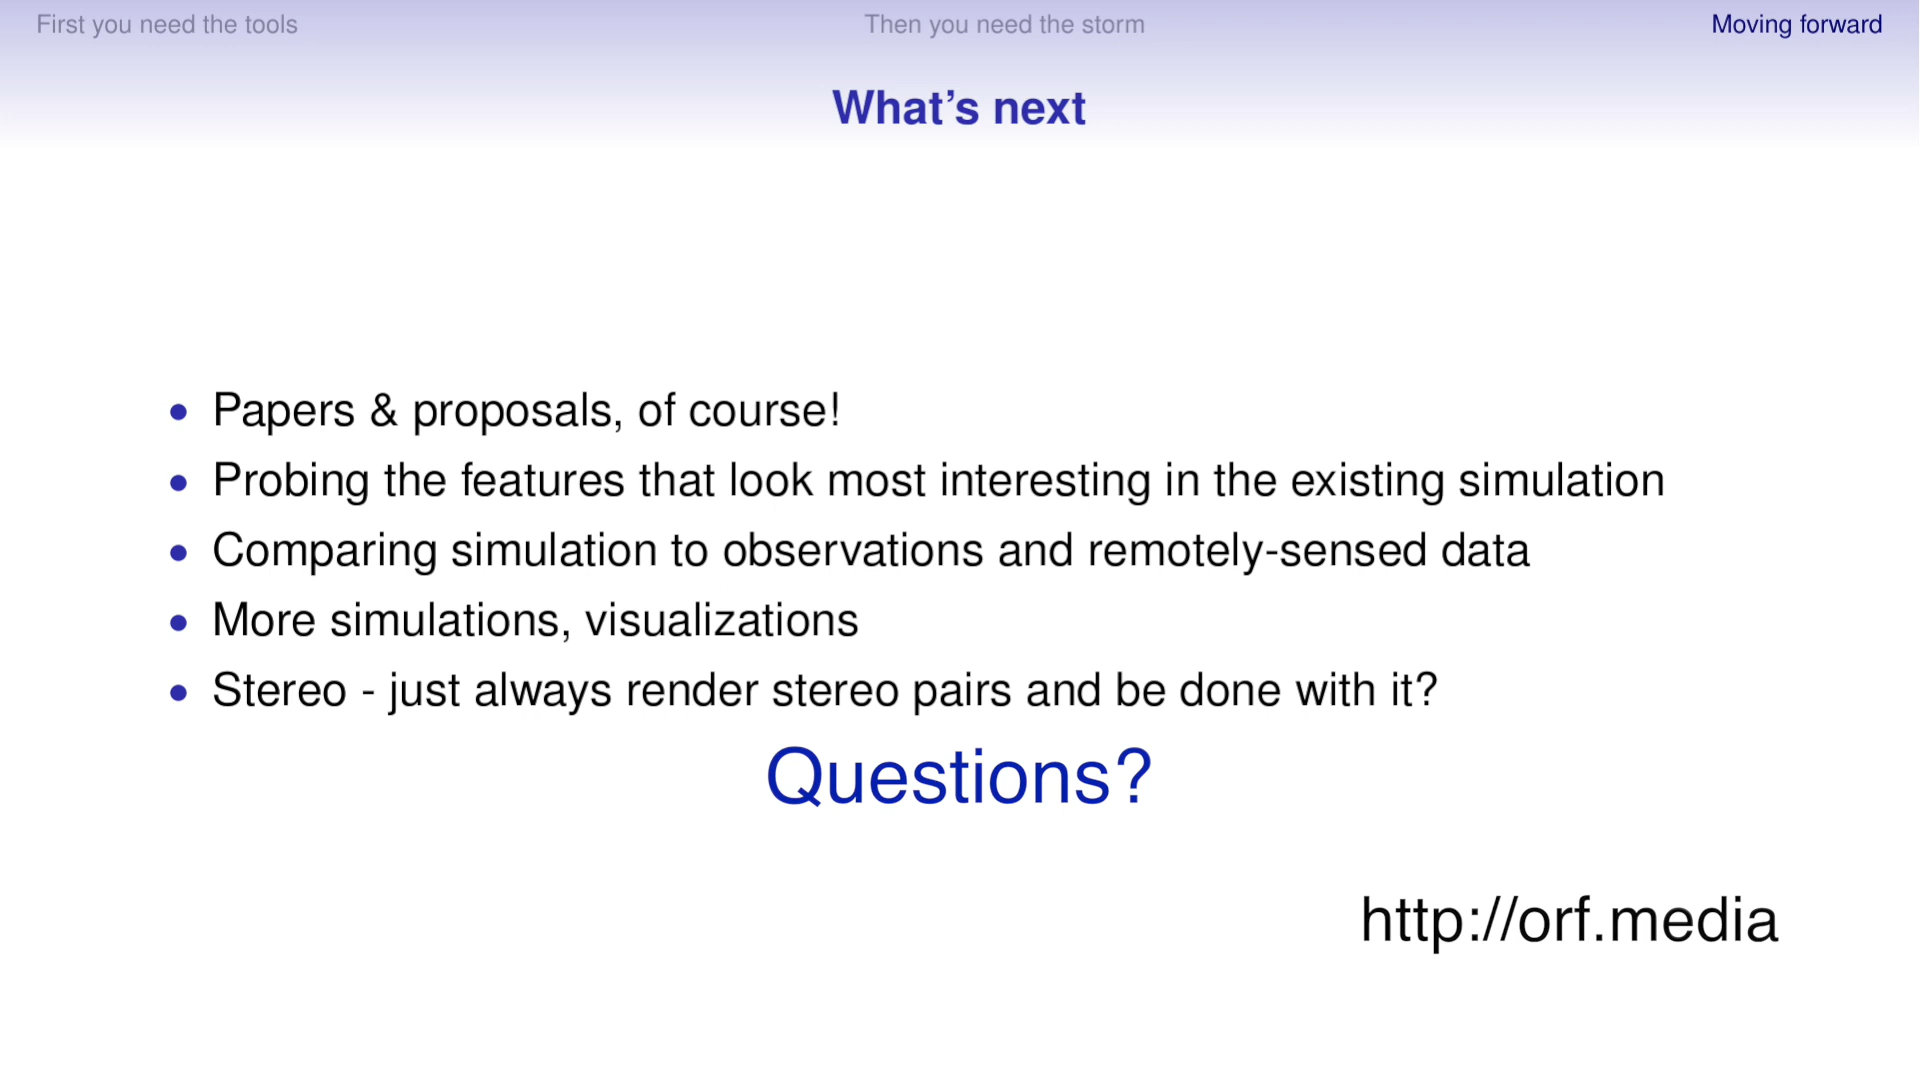 First you need the tools
Then you need the storm
Moving forward
What's next
• Papers & proposals, of course!
• Probing the features that look most interesting in the existing simulation
• Comparing simulation to observations and remotely-sensed data
• More simulations, visualizations
• Stereo - just always render stereo pairs and be done with it?
Questions?
http://orf.media